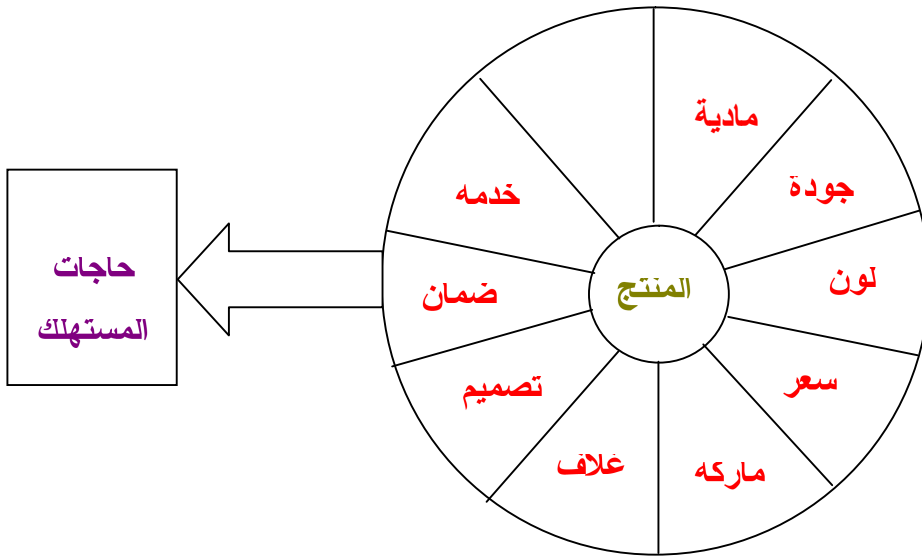 مادية
جودة
لون
سعر
ماركه
غلاف
تصميم
ضمان
خدمه
المنتج
حاجات
المستهلك